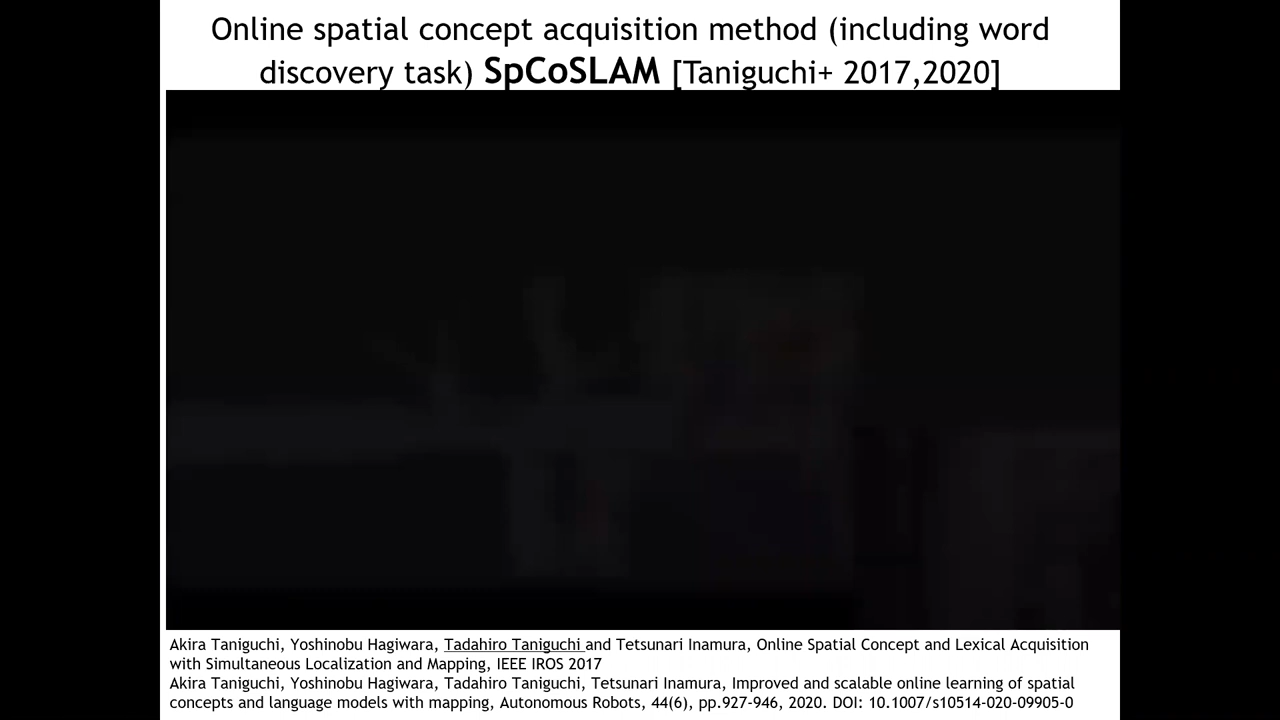 Online spatial concept acquisition method (including word
discovery task) SpCoSLAM [Taniguchi+ 2017,2020]
Akira Taniguchi, Yoshinobu Hagiwara, Tadahiro Taniguchi and Tetsunari Inamura, Online Spatial Concept and Lexical Acquisition
with Simultaneous Localization and Mapping, IEEE IROS 2017
Akira Taniguchi, Yoshinobu Hagiwara, Tadahiro Taniguchi, Tetsunari Inamura, Improved and scalable online learning of spatial
concepts and language models with mapping, Autonomous Robots, 44(6), pp.927-946, 2020. DOI: 10.1007/s10514-020-09905-0